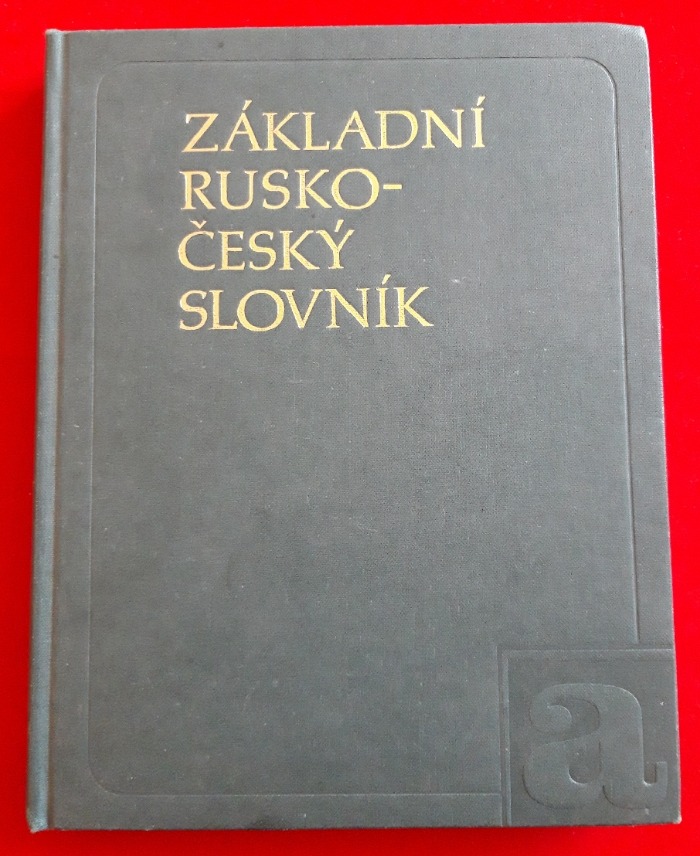 ZÁKLADNÍ
RUSKO-
ČESKÝ
SLOVNÍK
a